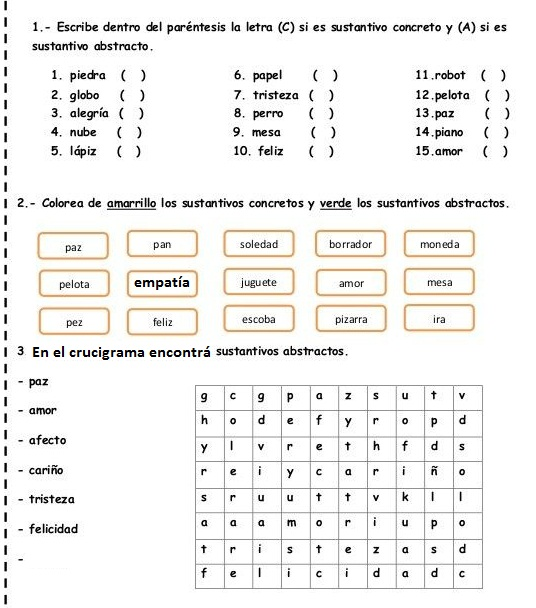 1.- Escribe dentro del paréntesis la letra (C) si es sustantivo concreto y (A) si es
sustantivo abstracto.
1. piedra ( ) 6. papel ( ) 11.robot ( )
2. globo ( ) 7. tristeza ( ) 12.pelota ( )
3. alegría ( ) 8. perro ( ) 13.paz ( )
4. nube ( ) 9. mesa ( ) 14.piano ( )
5. lápiz ( ) 10. feliz ( ) 15.amor ( )
2.- Colorea de amarrillo los sustantivos concretos y verde los sustantivos abstractos.
paz pan soledad borrador moneda
pelota empatía juguete amor mesa
pez feliz escoba pizarra ira
3 En el crucigrama encontrá sustantivos abstractos.
- paz
- amor
- afecto
- cariño
- tristeza
- felicidad
-
g c g p a z s u t v
h o d e f y r o p d
y l v r e t h f d s
r e i y c a r i ñ o
s r u u t t v k l l
a a a m o r i u p o
t r i s t e z a s d
f e l i c i d a d c